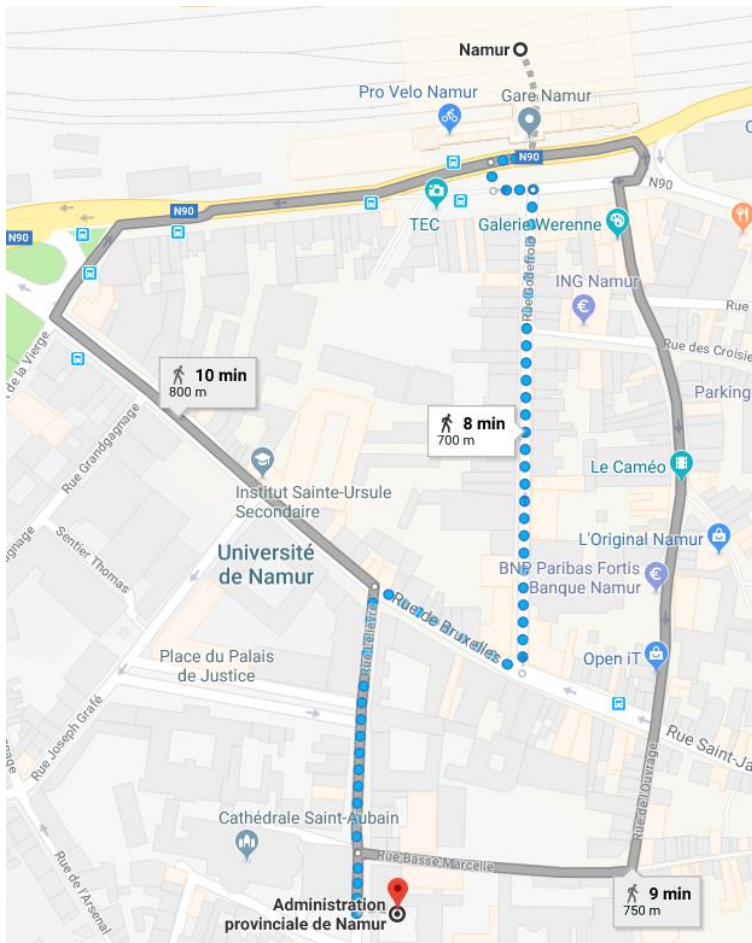 Namur
Pro Velo Namur
Gare Namur
N90
N90
N90
N90
TEC
Galerie Werenne
Rue Godefroid
ING Namur
Rue
Rue des Croisie
t de la Vierge
10 min
800 m
Parking
Rue Grandgagnage
8 min
700 m
Le Caméo
Institut Sainte-Ursule
Secondaire
L'Original Namur
gnage
Sentier Thomas
Université
de Namur
BNP Paribas Fortis
Banque Namur
Rue de Bruxelles
Rue Lelièvre
Open iT
Place du Palais
de Justice
Rue Joseph Grafé
Rue Saint-Ja
Rue de l'Ouvrage
Cathédrale Saint-Aubain
Rue Basse Marcelle
Rue de l'Arsenal
9 min
750 m
Administration
provinciale de Namur